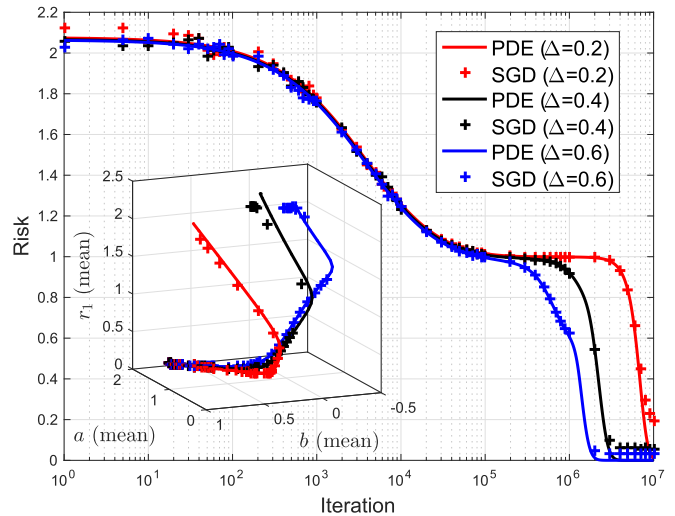 2.2
2
1.8
1.6
1.4
1.2
1
0.8
0.6
0.4
0.2
0
Risk
10^0 10^1 10^2 10^3 10^4 10^5 10^6 10^7
Iteration
PDE (Δ=0.2)
SGD (Δ=0.2)
PDE (Δ=0.4)
SGD (Δ=0.4)
PDE (Δ=0.6)
SGD (Δ=0.6)
2.5
2
1.5
1
0.5
0
r_1 (mean)
2
1
0
a (mean)
1 0.5 0 -0.5
b (mean)